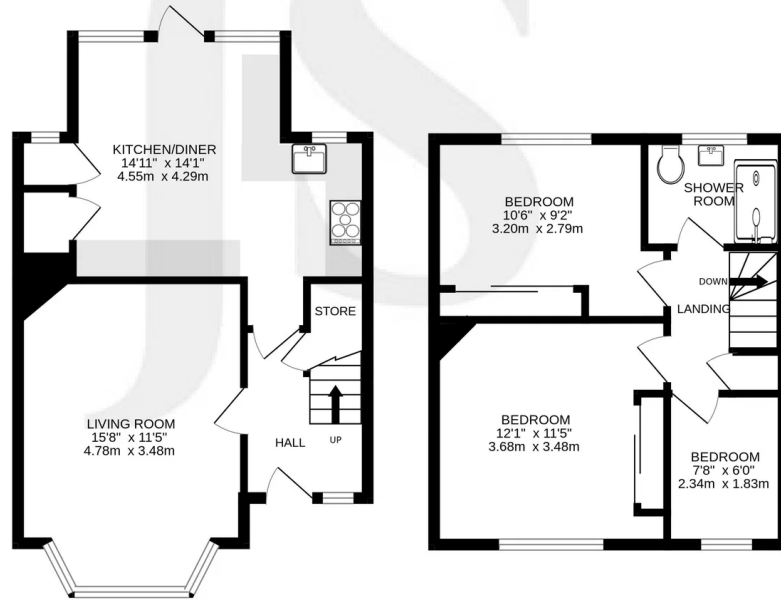 KITCHEN/DINER
14'11" x 14'1"
4.55m x 4.29m
STORE
LIVING ROOM
15'8" x 11'5"
4.78m x 3.48m
HALL
UP
BEDROOM
10'6" x 9'2"
3.20m x 2.79m
SHOWER
ROOM
DOWN
LANDING
BEDROOM
12'1" x 11'5"
3.68m x 3.48m
BEDROOM
7'8" x 6'0"
2.34m x 1.83m
JS